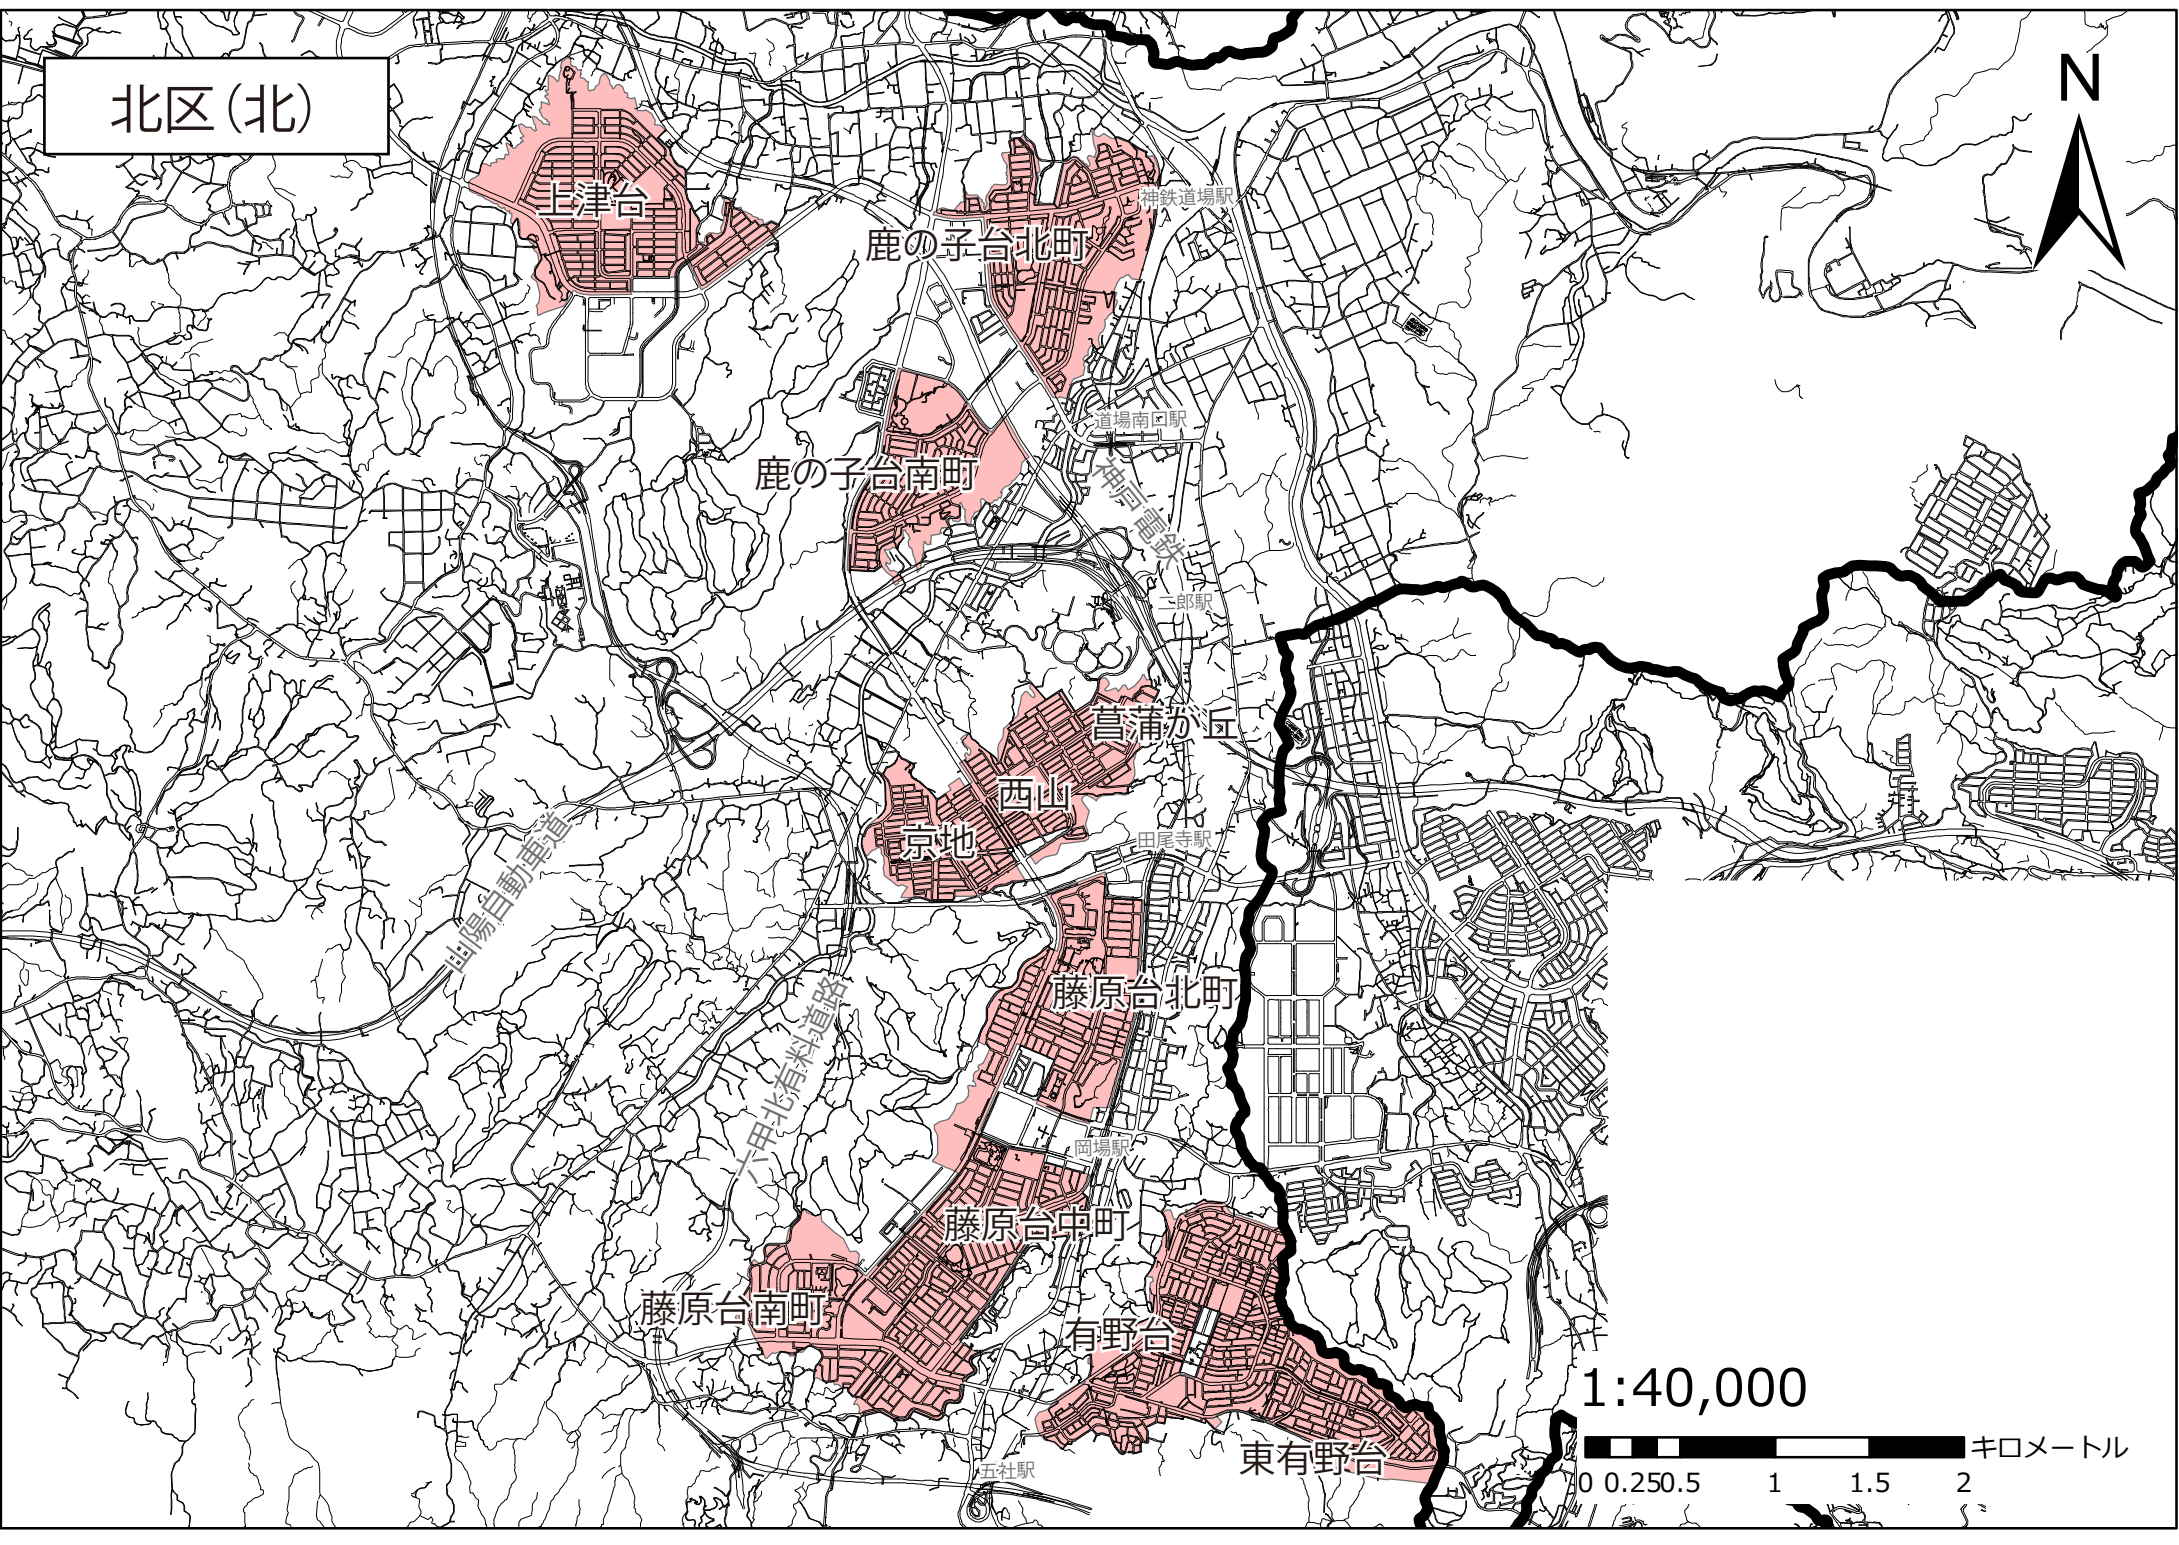 北区（北）
N
上津台
神鉄道場駅
鹿の子台北町
道場南口駅
鹿の子台南町
神戸電鉄
二郎駅
菖蒲が丘
西山
京地
田尾寺駅
山陽自動車道
藤原台北町
六甲北有料道路
岡場駅
藤原台中町
藤原台南町
有野台
東有野台
五社駅
1:40,000
キロメートル
0 0.25 0.5 1 1.5 2